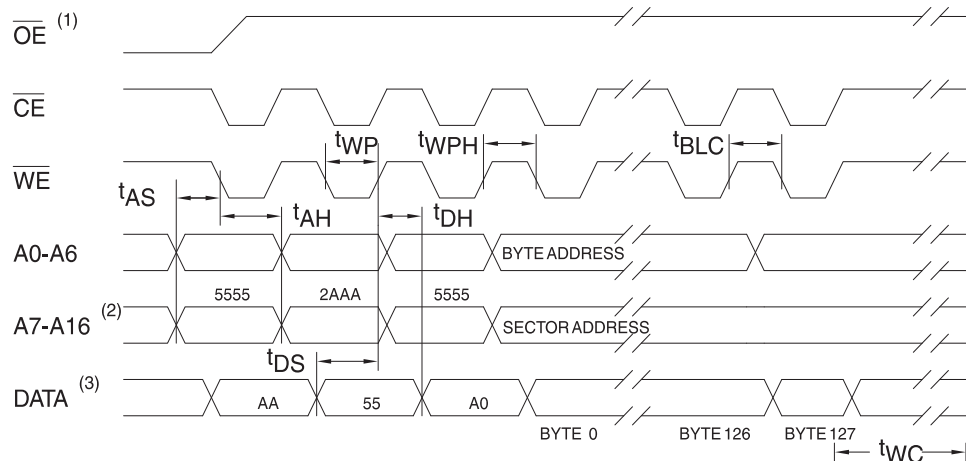 OE (1)
CE
tWP tWPH tBLC
WE
tAS
tAH tDH
A0-A6 BYTE ADDRESS
5555 2AAA 5555
A7-A16 (2) SECTOR ADDRESS
tDS
DATA (3) AA 55 A0
BYTE 0 BYTE 126 BYTE 127
tWC